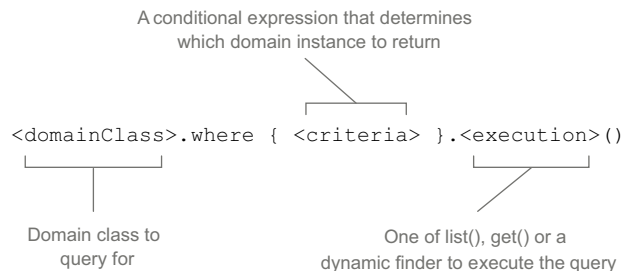 A conditional expression that determines
which domain instance to return
<domainClass>.where { <criteria> }.<execution>()
Domain class to
query for
One of list(), get() or a
dynamic finder to execute the query